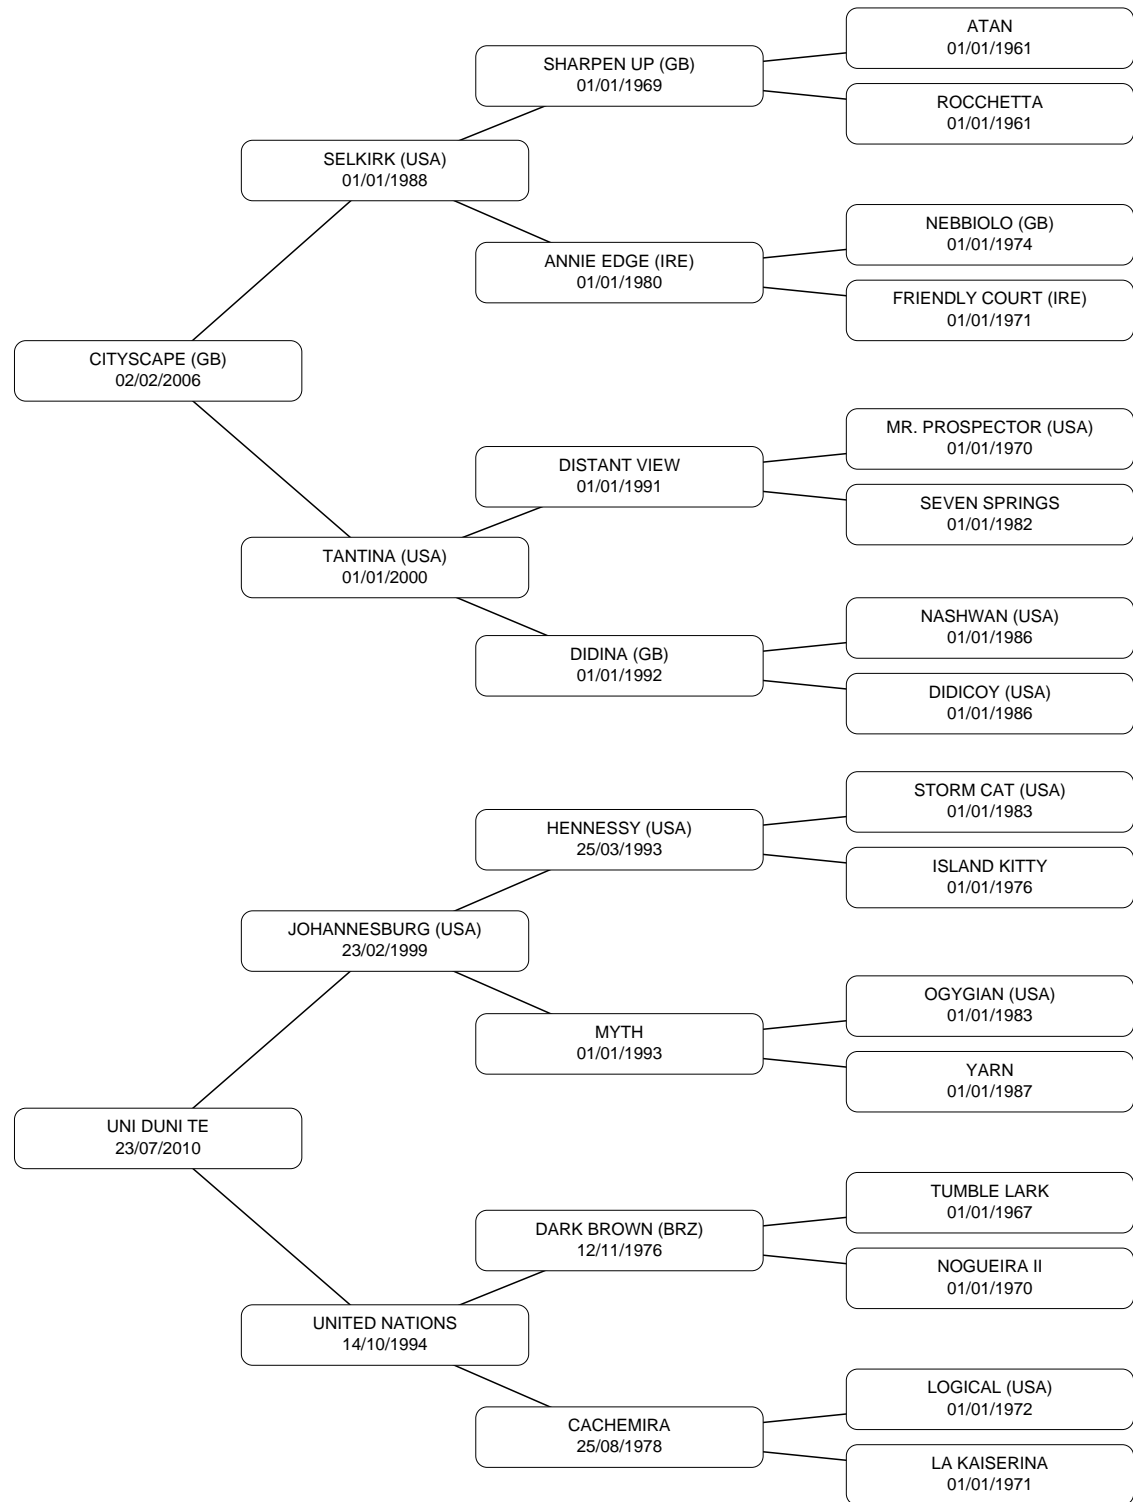 ATAN
01/01/1961
SHARPEN UP (GB)
01/01/1969
ROCCHETTA
01/01/1961
SELKIRK (USA)
01/01/1988
NEBBIOLO (GB)
01/01/1974
ANNIE EDGE (IRE)
01/01/1980
FRIENDLY COURT (IRE)
01/01/1971
CITYSCAPE (GB)
02/02/2006
MR. PROSPECTOR (USA)
01/01/1970
DISTANT VIEW
01/01/1991
SEVEN SPRINGS
01/01/1982
TANTINA (USA)
01/01/2000
NASHWAN (USA)
01/01/1986
DIDINA (GB)
01/01/1992
DIDICOY (USA)
01/01/1986
STORM CAT (USA)
01/01/1983
HENNESSY (USA)
25/03/1993
ISLAND KITTY
01/01/1976
JOHANNESBURG (USA)
23/02/1999
OGYGIAN (USA)
01/01/1983
MYTH
01/01/1993
YARN
01/01/1987
UNI DUNI TE
23/07/2010
TUMBLE LARK
01/01/1967
DARK BROWN (BRZ)
12/11/1976
NOGUEIRA II
01/01/1970
UNITED NATIONS
14/10/1994
LOGICAL (USA)
01/01/1972
CACHEMIRA
25/08/1978
LA KAISERINA
01/01/1971